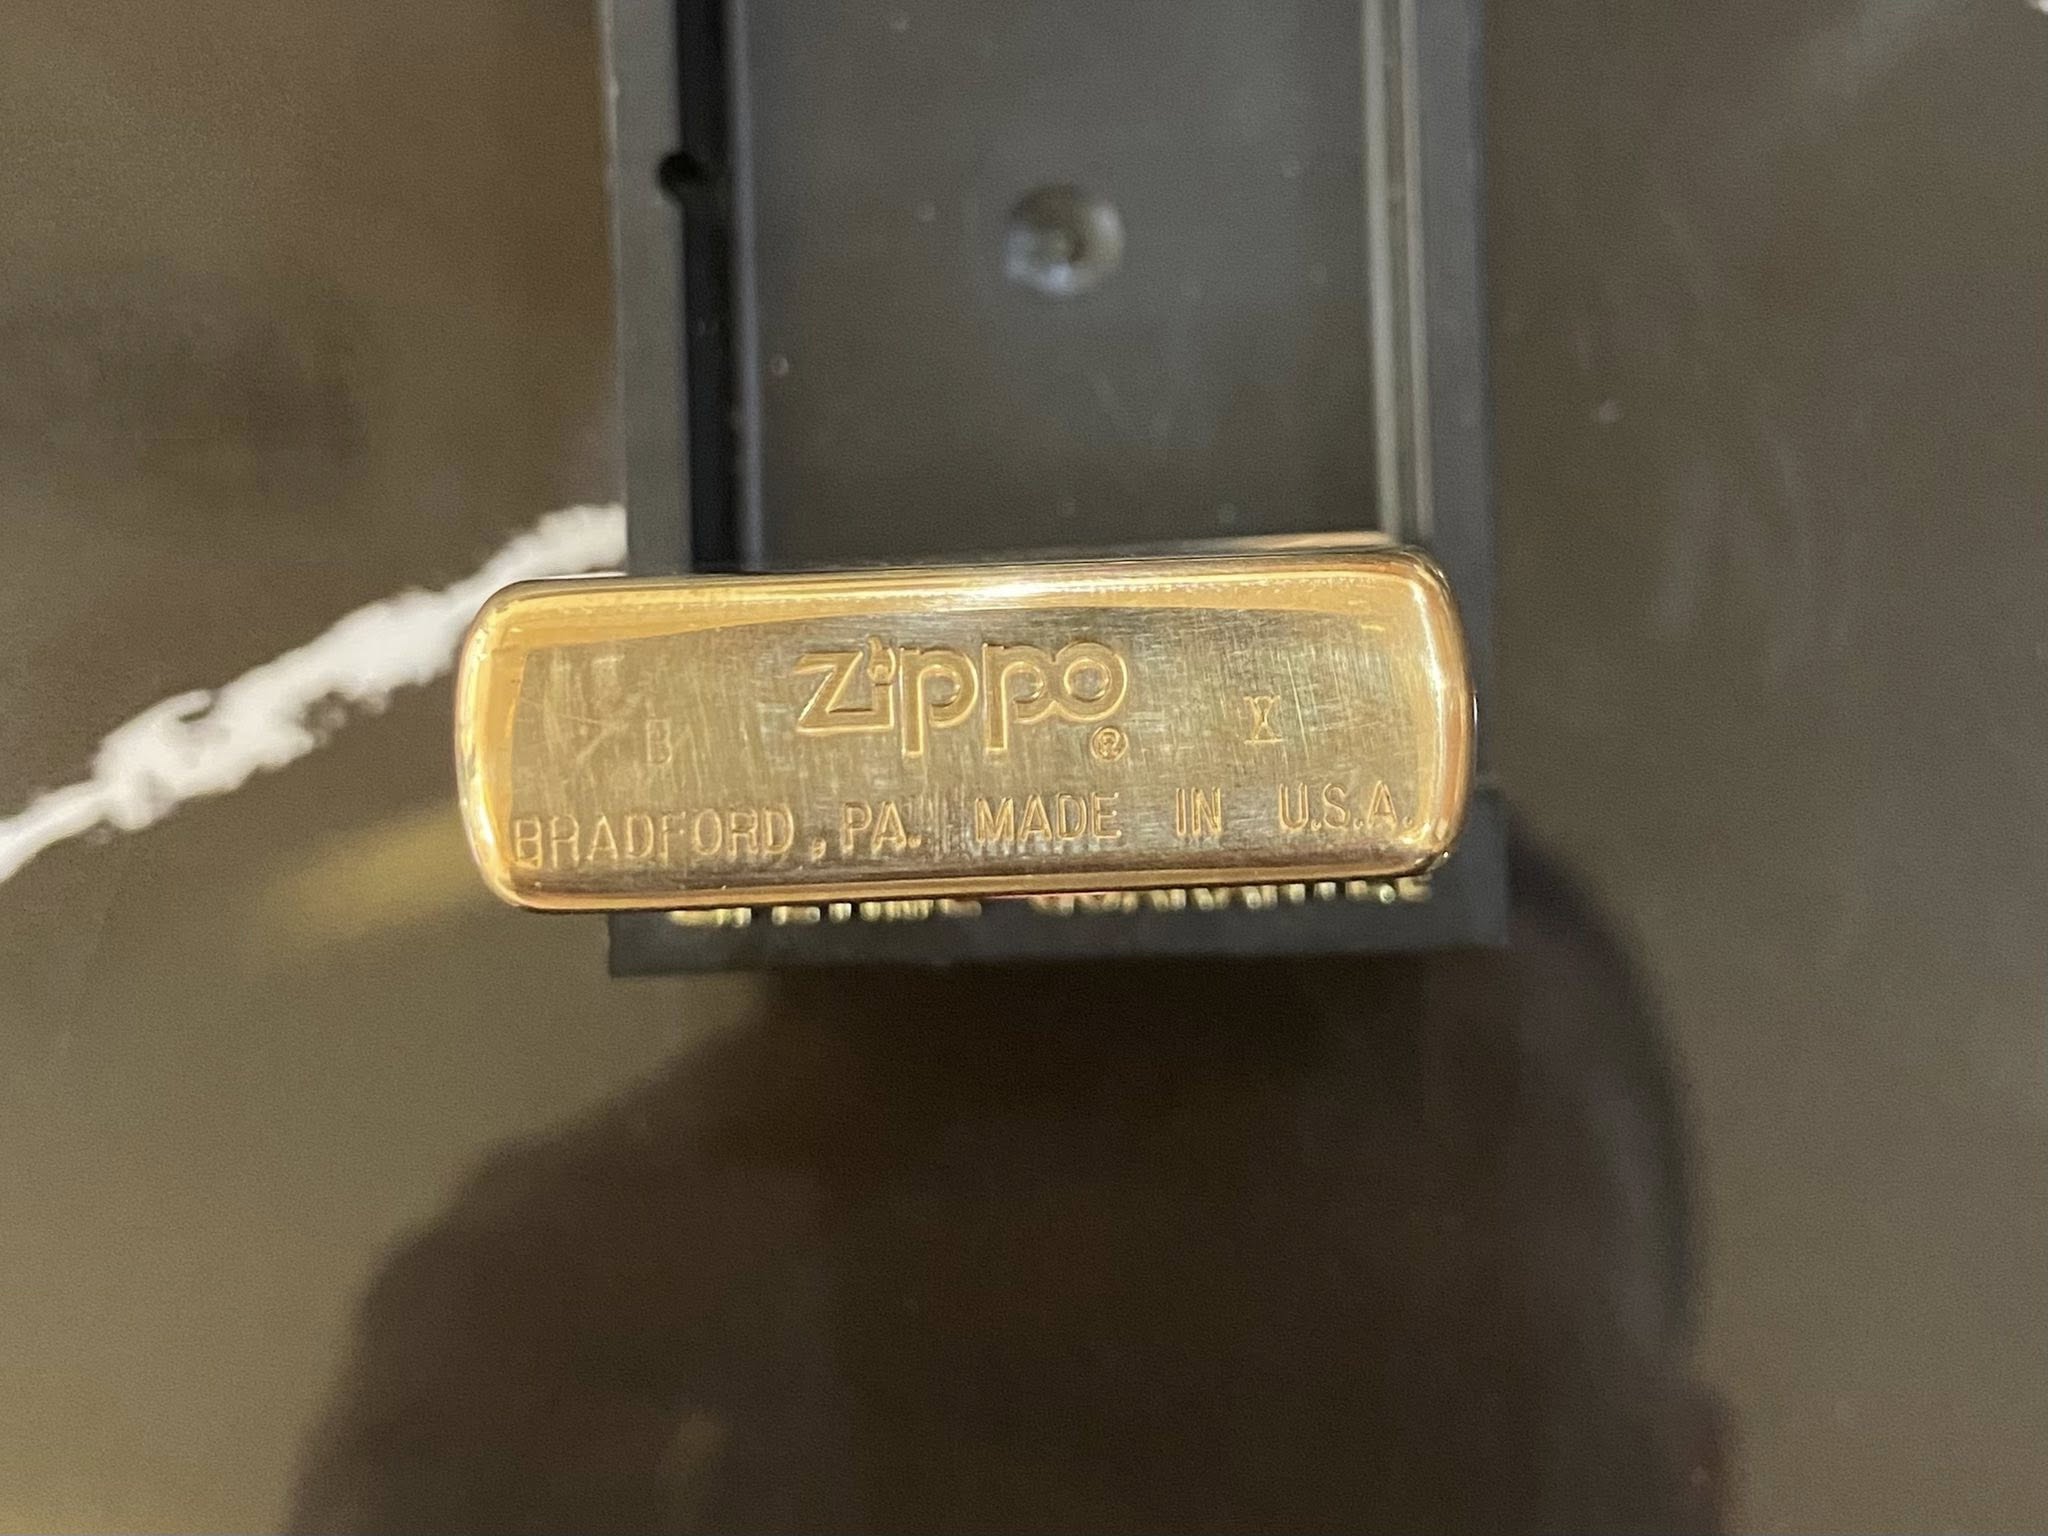 Zippo
B ® X
BRADFORD, PA. MADE IN U.S.A.